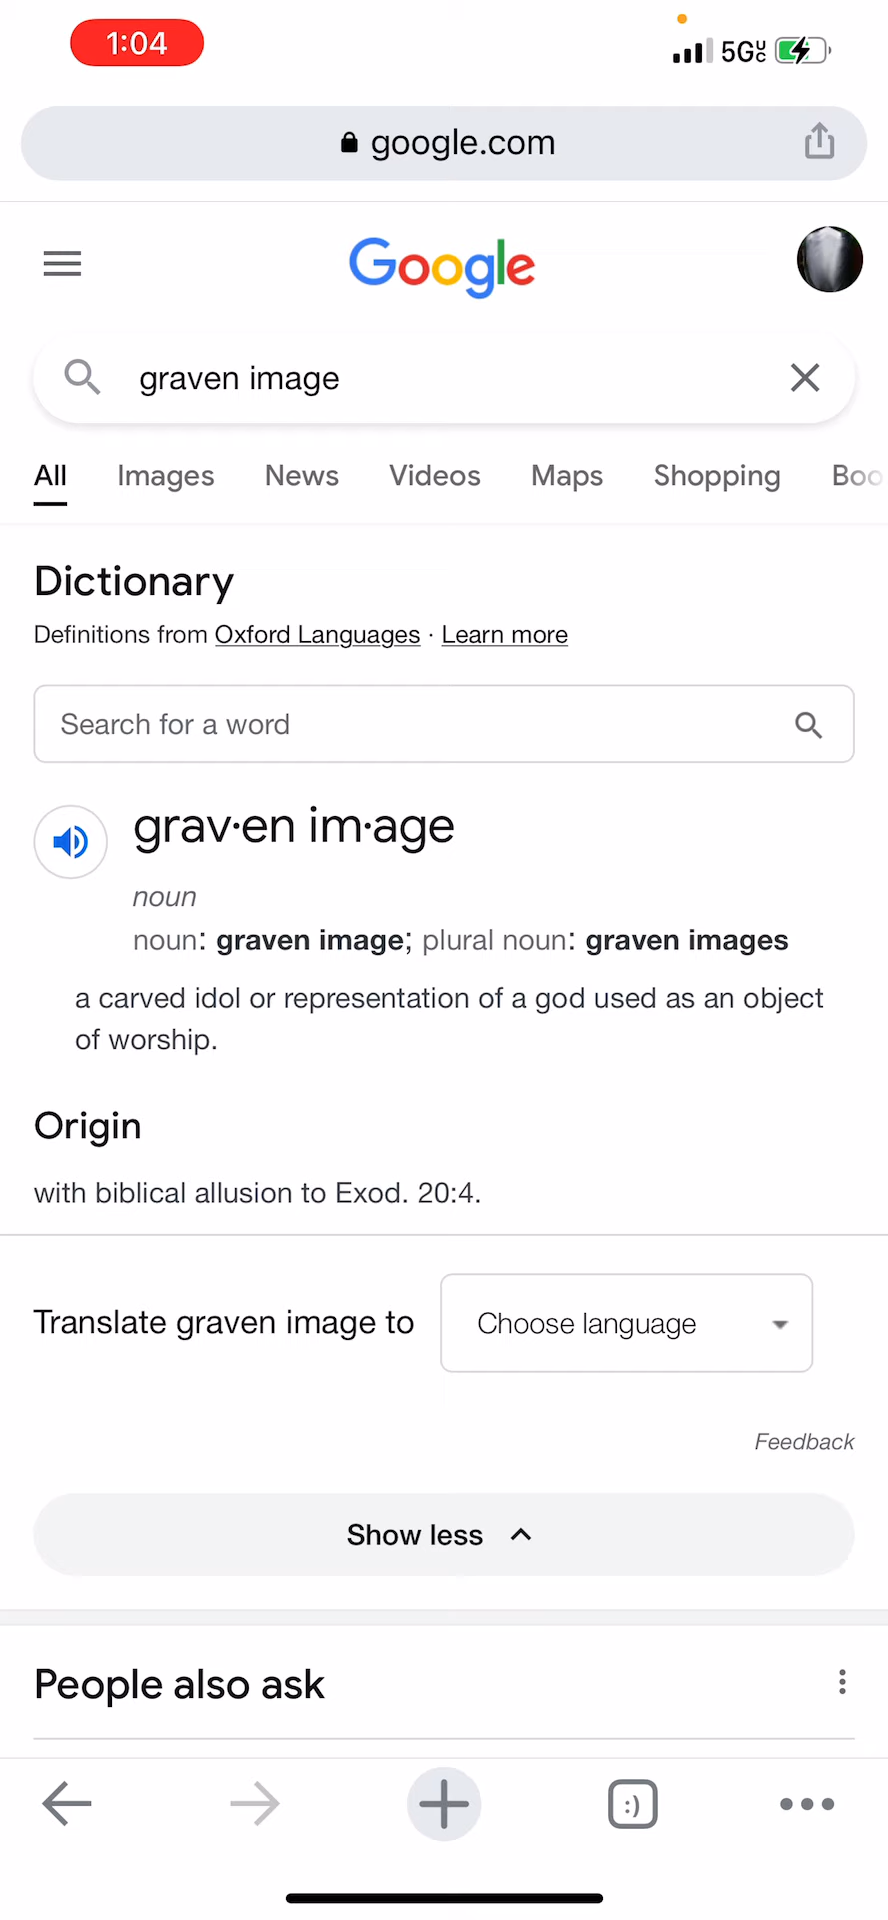 1:04
5GUC
google.com
Google
graven image
All Images News Videos Maps Shopping Boo
Dictionary
Definitions from Oxford Languages · Learn more
Search for a word
grav·en im·age
noun
noun: graven image; plural noun: graven images
a carved idol or representation of a god used as an object
of worship.
Origin
with biblical allusion to Exod. 20:4.
Translate graven image to
Choose language
Feedback
Show less
People also ask
:)